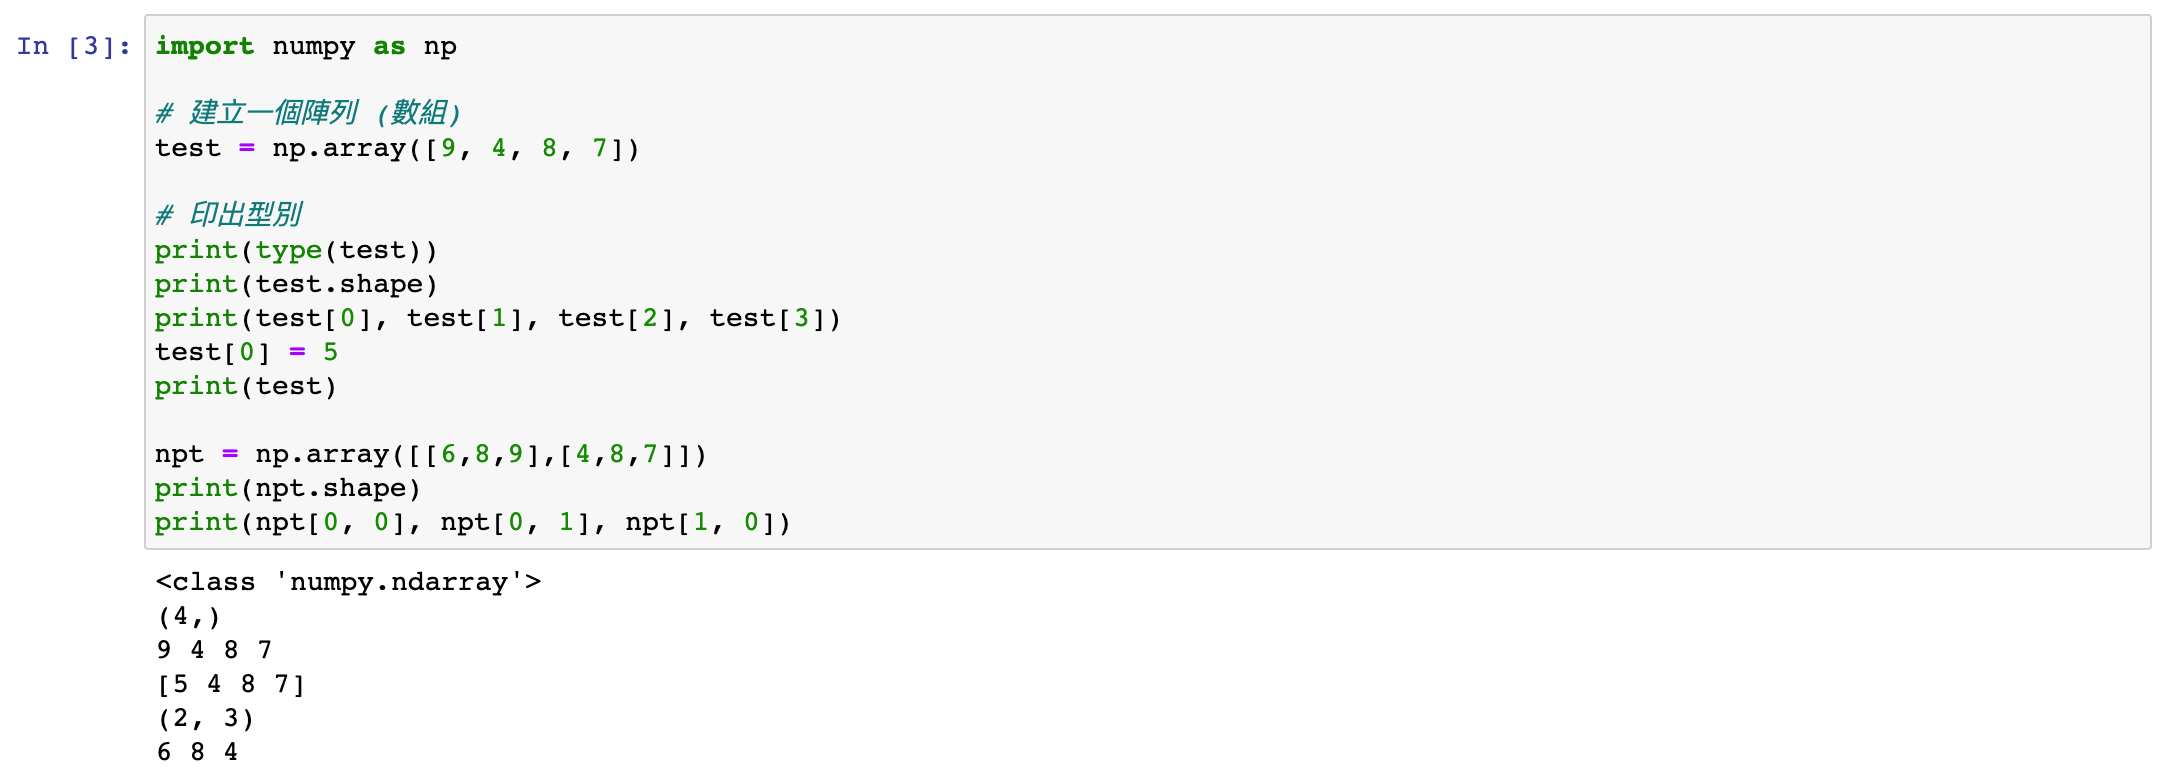 In [3]: import numpy as np
# 建立一個陣列 (數組)
test = np.array([9, 4, 8, 7])
# 印出型別
print(type(test))
print(test.shape)
print(test[0], test[1], test[2], test[3])
test[0] = 5
print(test)
npt = np.array([[6,8,9],[4,8,7]])
print(npt.shape)
print(npt[0, 0], npt[0, 1], npt[1, 0])
<class 'numpy.ndarray'>
(4,)
9 4 8 7
[5 4 8 7]
(2, 3)
6 8 4